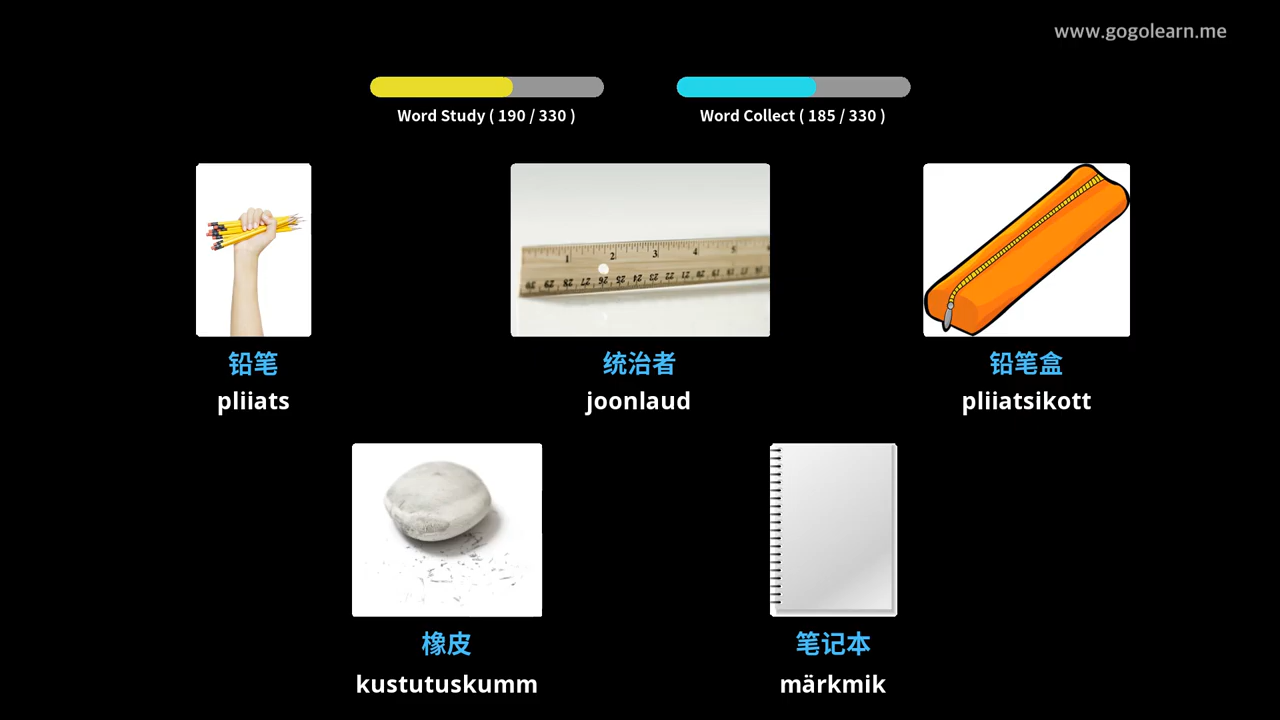 www.gogolearn.me
Word Study ( 190 / 330 )
Word Collect ( 185 / 330 )
铅笔
pliiats
统治者
joonlaud
铅笔盒
pliiatsikott
橡皮
kustutuskumm
笔记本
märkmik